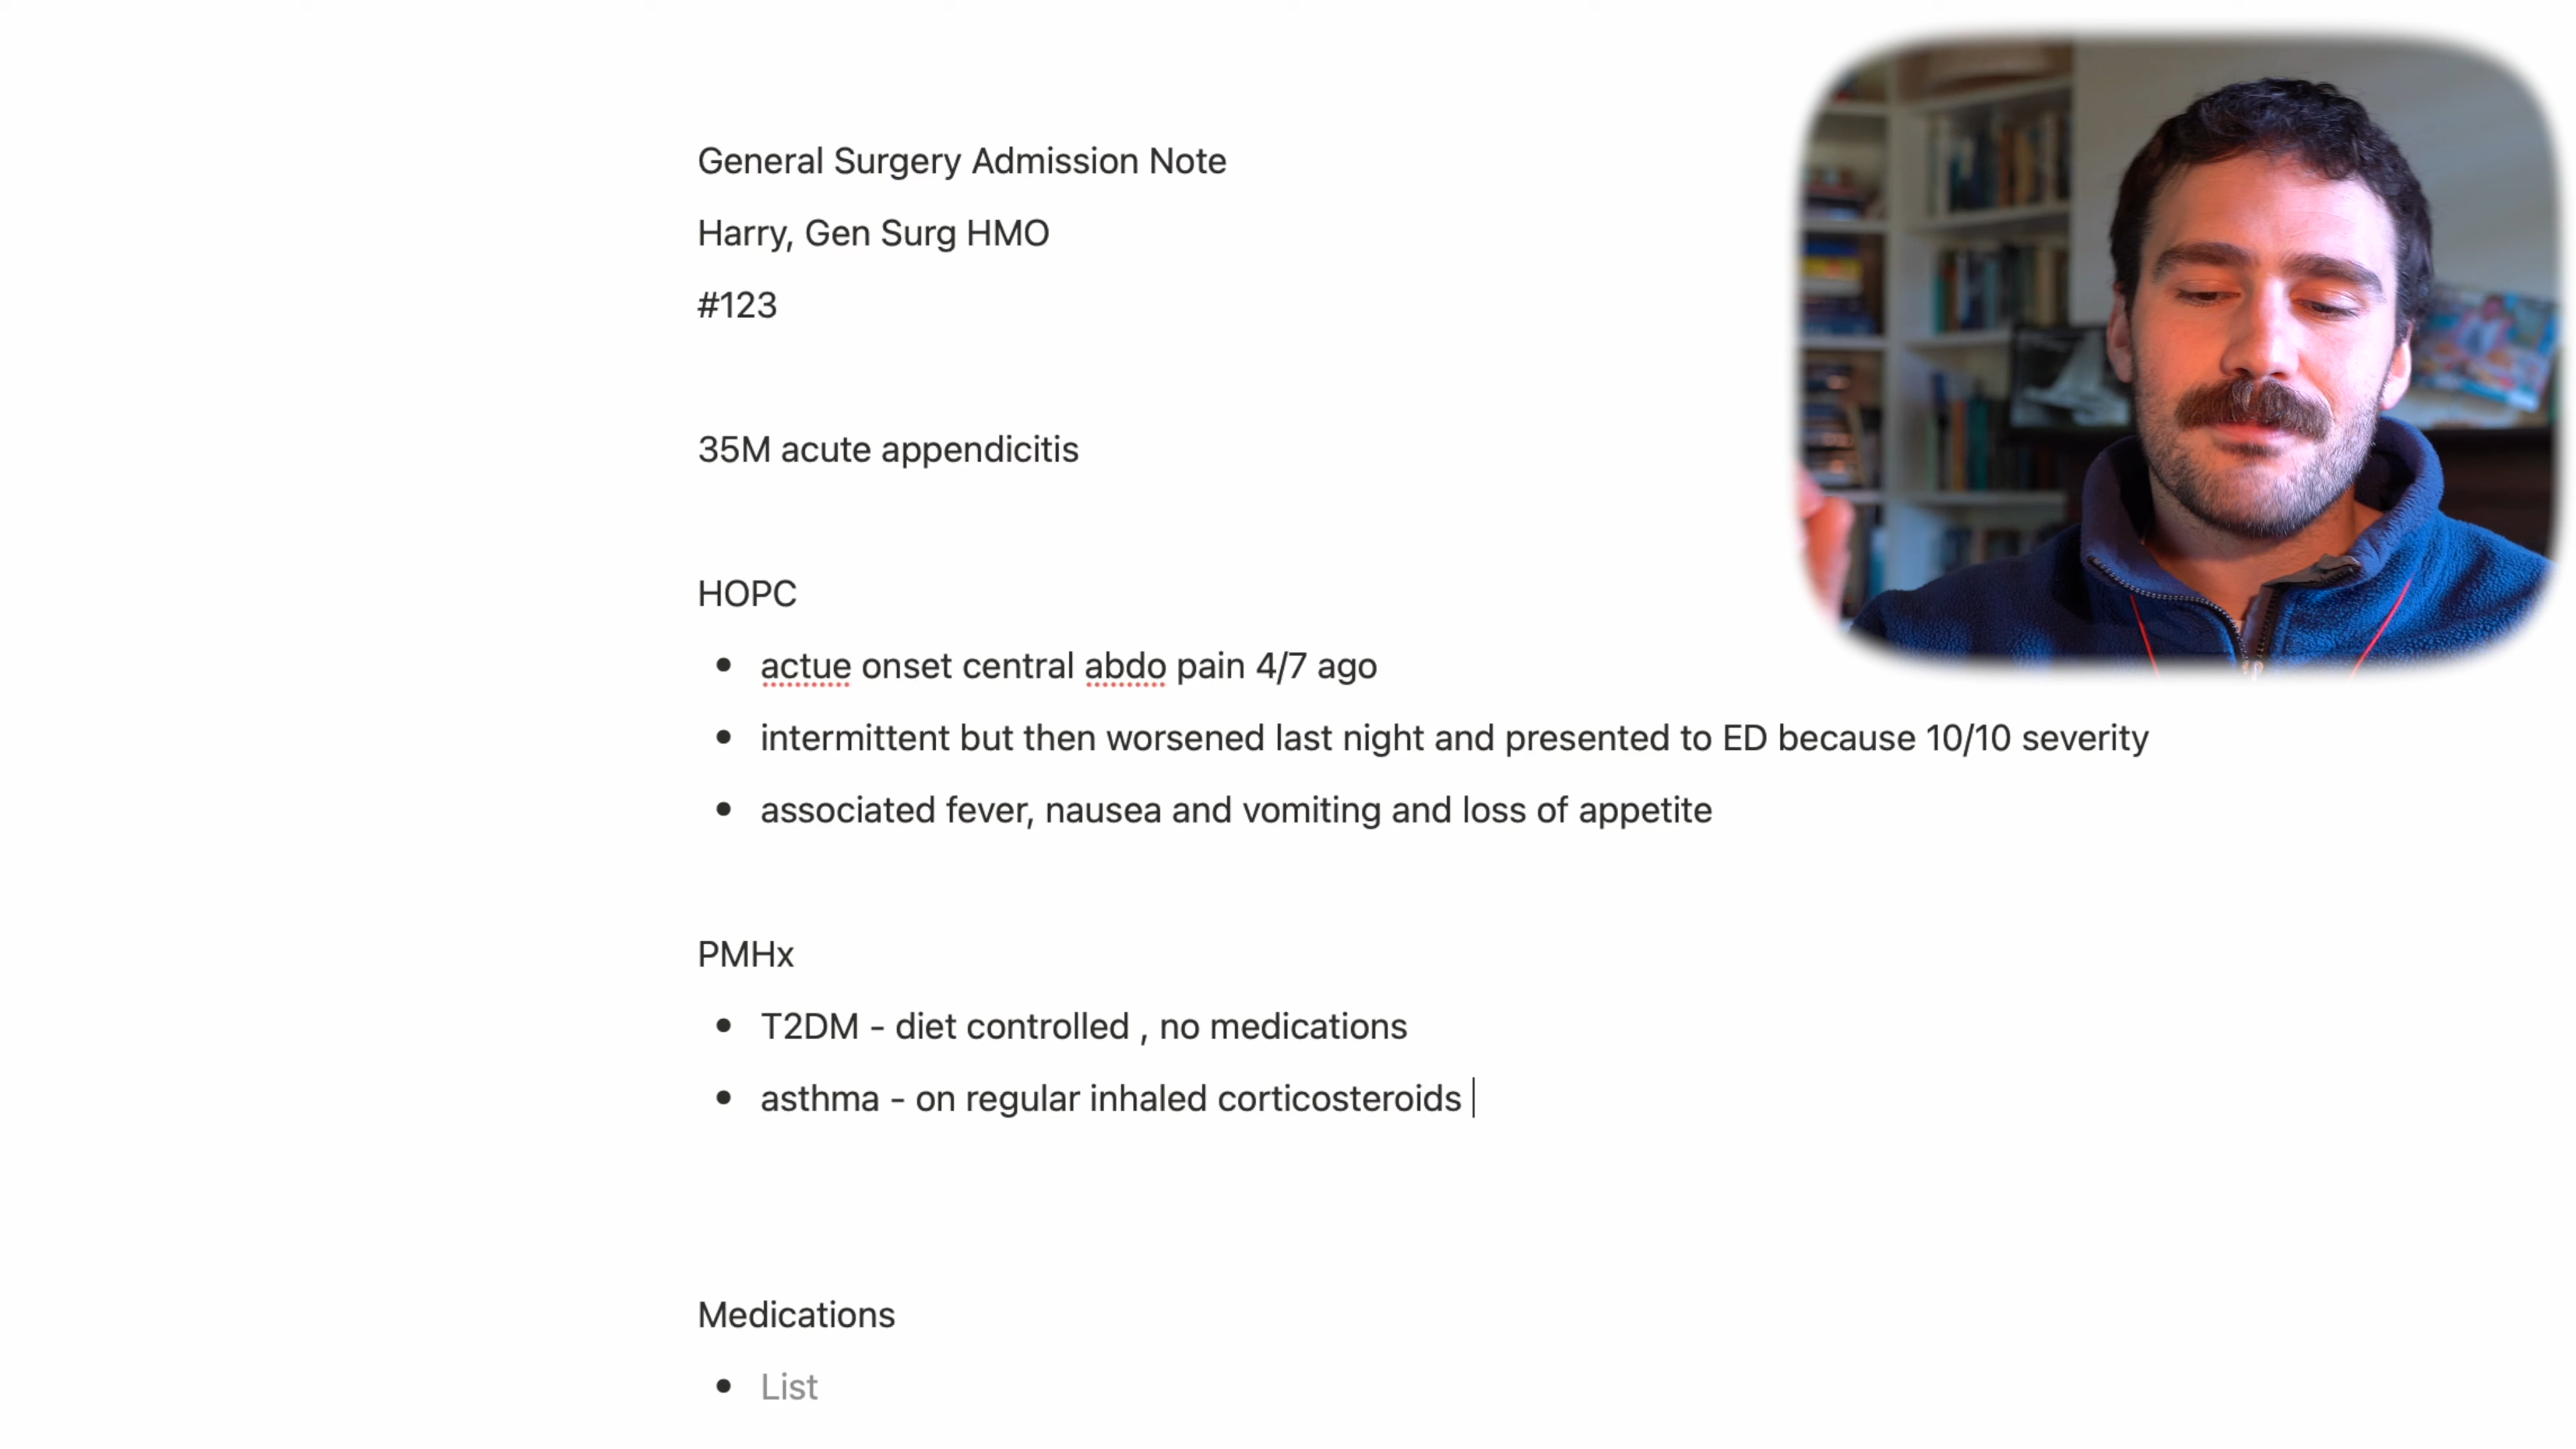 General Surgery Admission Note
Harry, Gen Surg HMO
#123
35M acute appendicitis
HOPC
• actue onset central abdo pain 4/7 ago
• intermittent but then worsened last night and presented to ED because 10/10 severity
• associated fever, nausea and vomiting and loss of appetite
PMHx
• T2DM - diet controlled , no medications
• asthma - on regular inhaled corticosteroids
Medications
• List